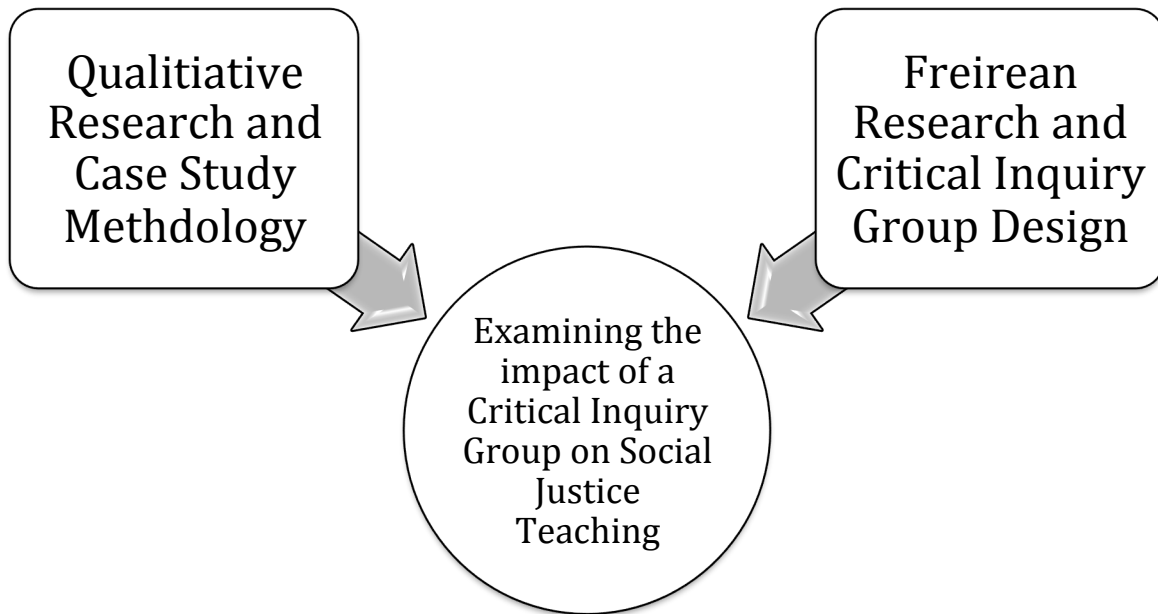 Qualitiative
Research and
Case Study
Methdology
Freirean
Research and
Critical Inquiry
Group Design
Examining the
impact of a
Critical Inquiry
Group on Social
Justice
Teaching